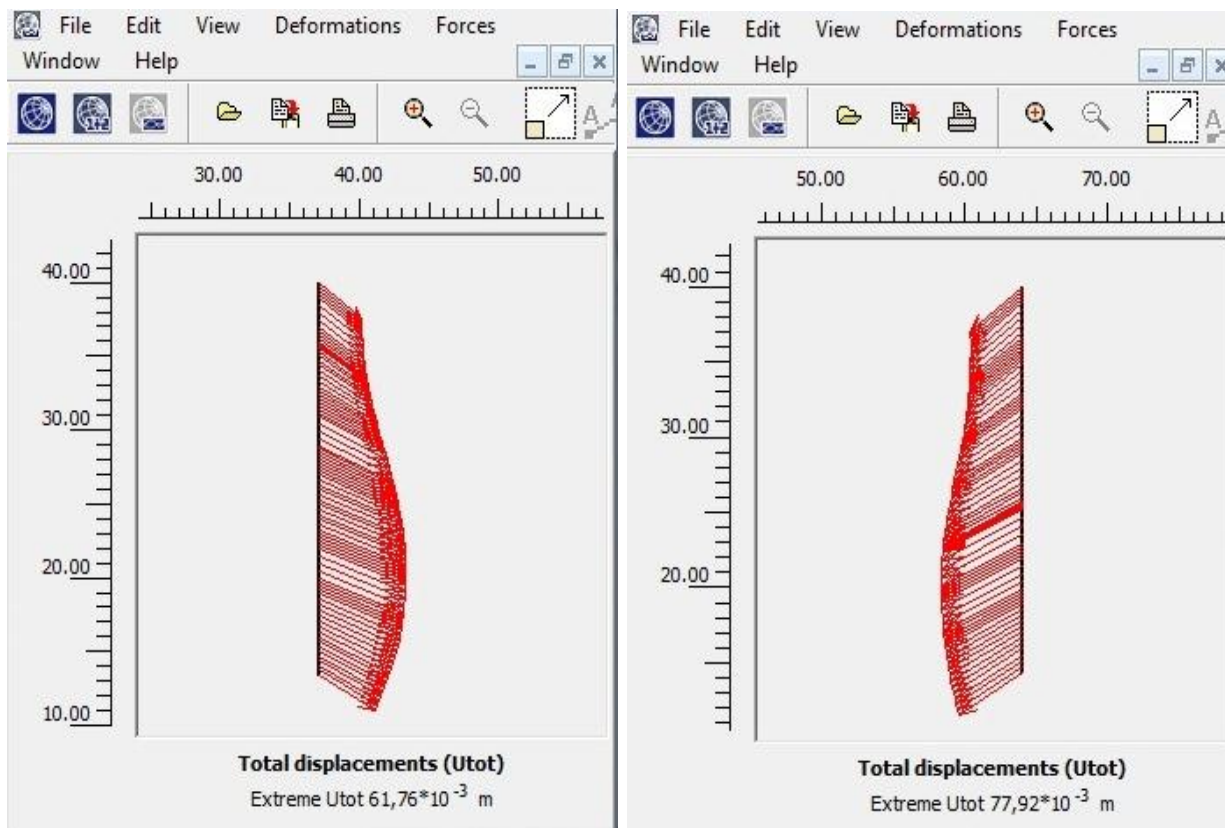 File Edit View Deformations Forces
Window Help
30.00 40.00 50.00
40.00
30.00
20.00
10.00
Total displacements (Utot)
Extreme Utot 61,76*10 -3 m
File Edit View Deformations Forces
Window Help
50.00 60.00 70.00
40.00
30.00
20.00
Total displacements (Utot)
Extreme Utot 77,92*10 -3 m